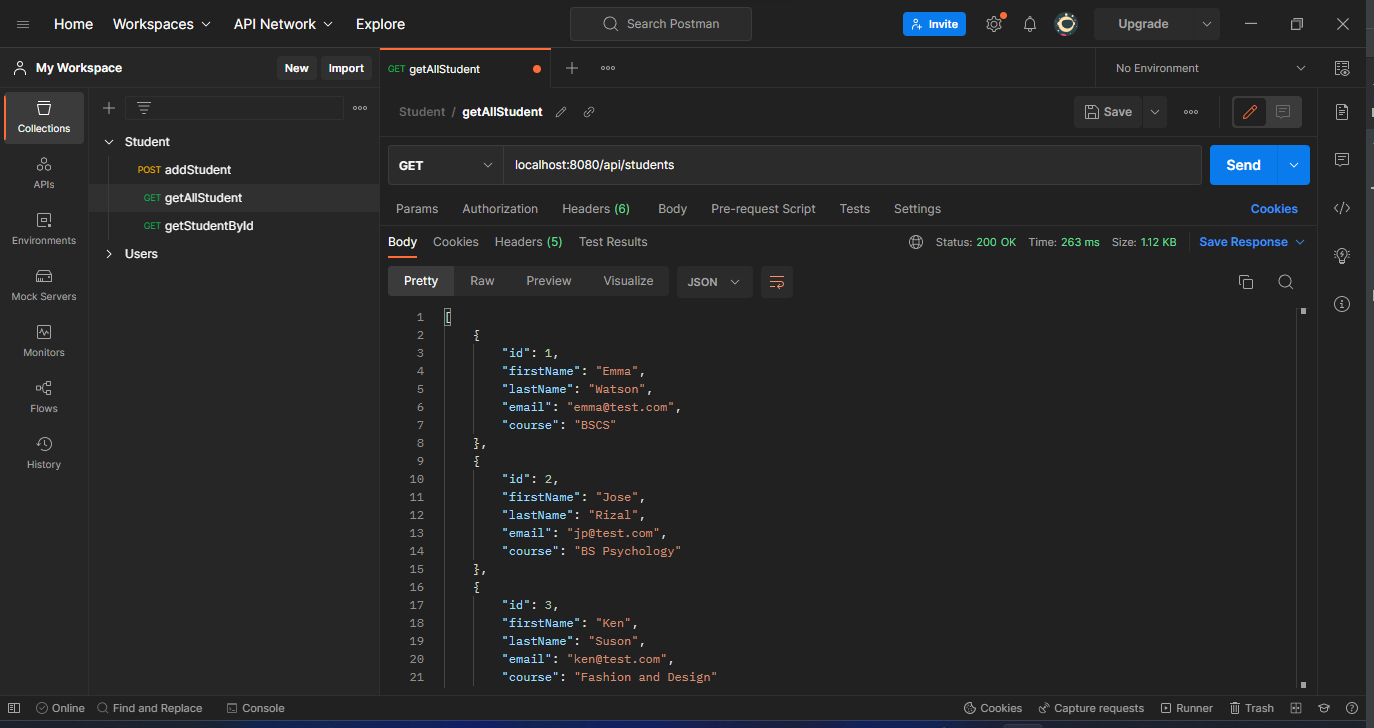 Home Workspaces API Network Explore Search Postman Invite Upgrade
My Workspace New Import GET getAllStudent No Environment
Collections
APIs
Environments
Mock Servers
Monitors
Flows
History
Student
POST addStudent
GET getAllStudent
GET getStudentById
Users
Student / getAllStudent Save
GET localhost:8080/api/students Send
Params Authorization Headers (6) Body Pre-request Script Tests Settings Cookies
Body Cookies Headers (5) Test Results Status: 200 OK Time: 263 ms Size: 1.12 KB Save Response
Pretty Raw Preview Visualize JSON
1 [
2 {
3 "id": 1,
4 "firstName": "Emma",
5 "lastName": "Watson",
6 "email": "emma@test.com",
7 "course": "BSCS"
8 },
9 {
10 "id": 2,
11 "firstName": "Jose",
12 "lastName": "Rizal",
13 "email": "jp@test.com",
14 "course": "BS Psychology"
15 },
16 {
17 "id": 3,
18 "firstName": "Ken",
19 "lastName": "Suson",
20 "email": "ken@test.com",
21 "course": "Fashion and Design"
Online Find and Replace Console Cookies Capture requests Runner Trash